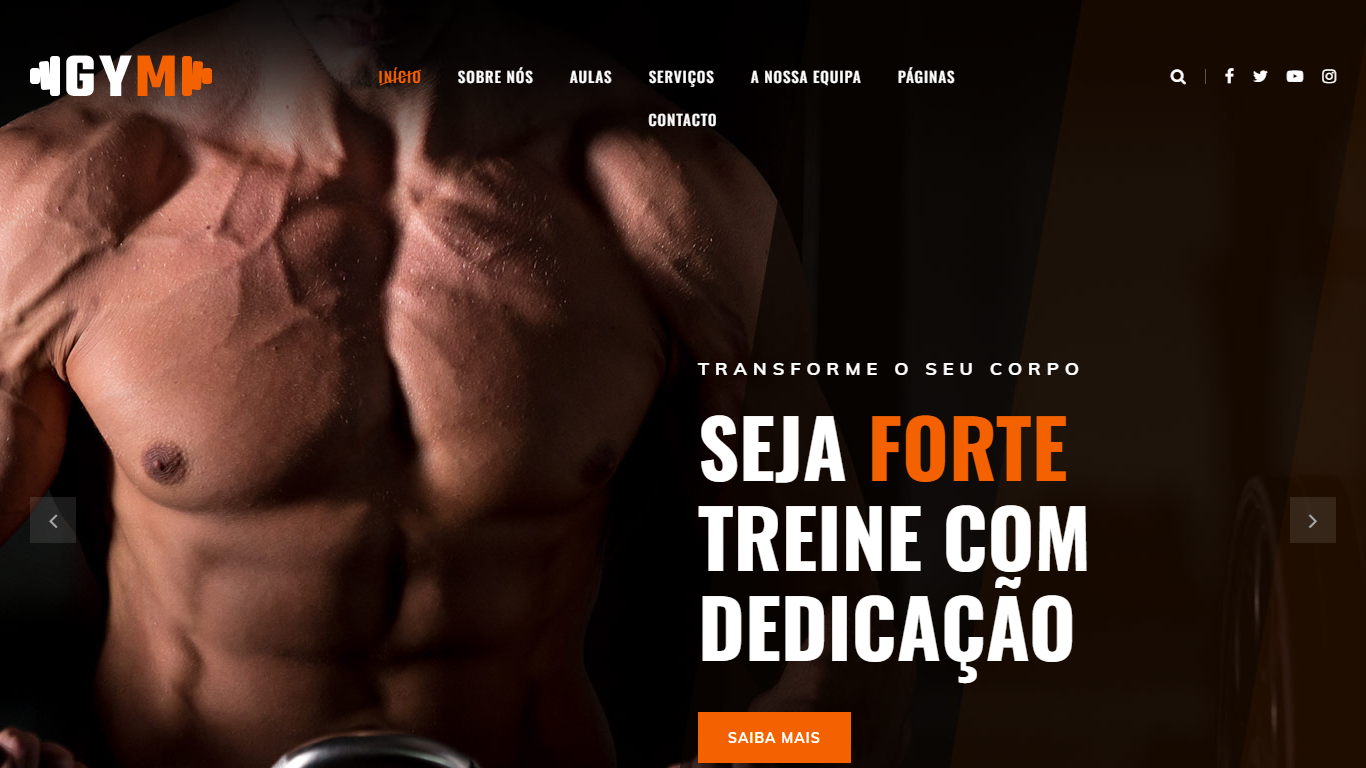 GYM
INÍCIO
SOBRE NÓS
AULAS
SERVIÇOS
A NOSSA EQUIPA
PÁGINAS
CONTACTO
TRANSFORME O SEU CORPO
SEJA FORTE
TREINE COM
DEDICAÇÃO
SAIBA MAIS